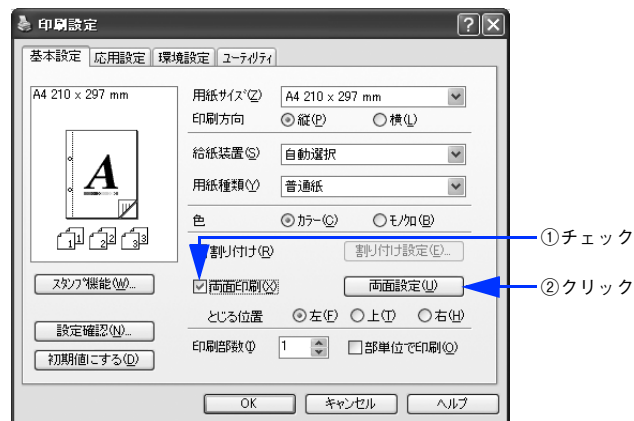 印刷設定
基本設定 応用設定 環境設定 ユーティリティ
A4 210 x 297 mm
用紙サイズ(Z) A4 210 x 297 mm
印刷方向 縦(P) 横(L)
給紙装置(S) 自動選択
用紙種類(Y) 普通紙
A
色 カラー(C) モノクロ(B)
1 1 2 2 3 3
割り付け(R) 割り付け設定(E)...
①チェック
スタンプ機能(W)...
両面印刷(X) 両面設定(U)
②クリック
とじる位置 左(F) 上(T) 右(H)
設定確認(N)...
印刷部数(I) 1 部単位で印刷(O)
初期値にする(D)
OK キャンセル ヘルプ